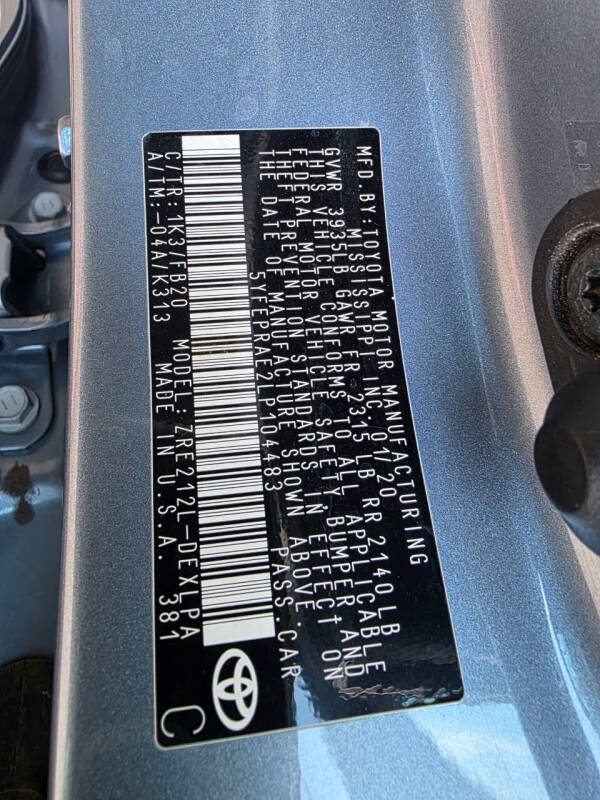 MFD. BY: TOYOTA MOTOR MANUFACTURING
MISSISSIPPI INC. 01/20
GVWR 3935LB GAWR FR 2315 LB RR 2140LB
THIS VEHICLE CONFORMS TO ALL APPLICABLE
FEDERAL MOTOR VEHICLE SAFETY, BUMPER AND
THEFT PREVENTION STANDARDS IN EFFECT ON
THE DATE OF MANUFACTURE SHOWN ABOVE.
5YFEPRAE2LP104483 PASS.CAR
C/TR: 1K3/FB20 MODEL: ZRE212L-DEXLPA
A/TM: -04A/K313 MADE IN U.S.A. 381
C